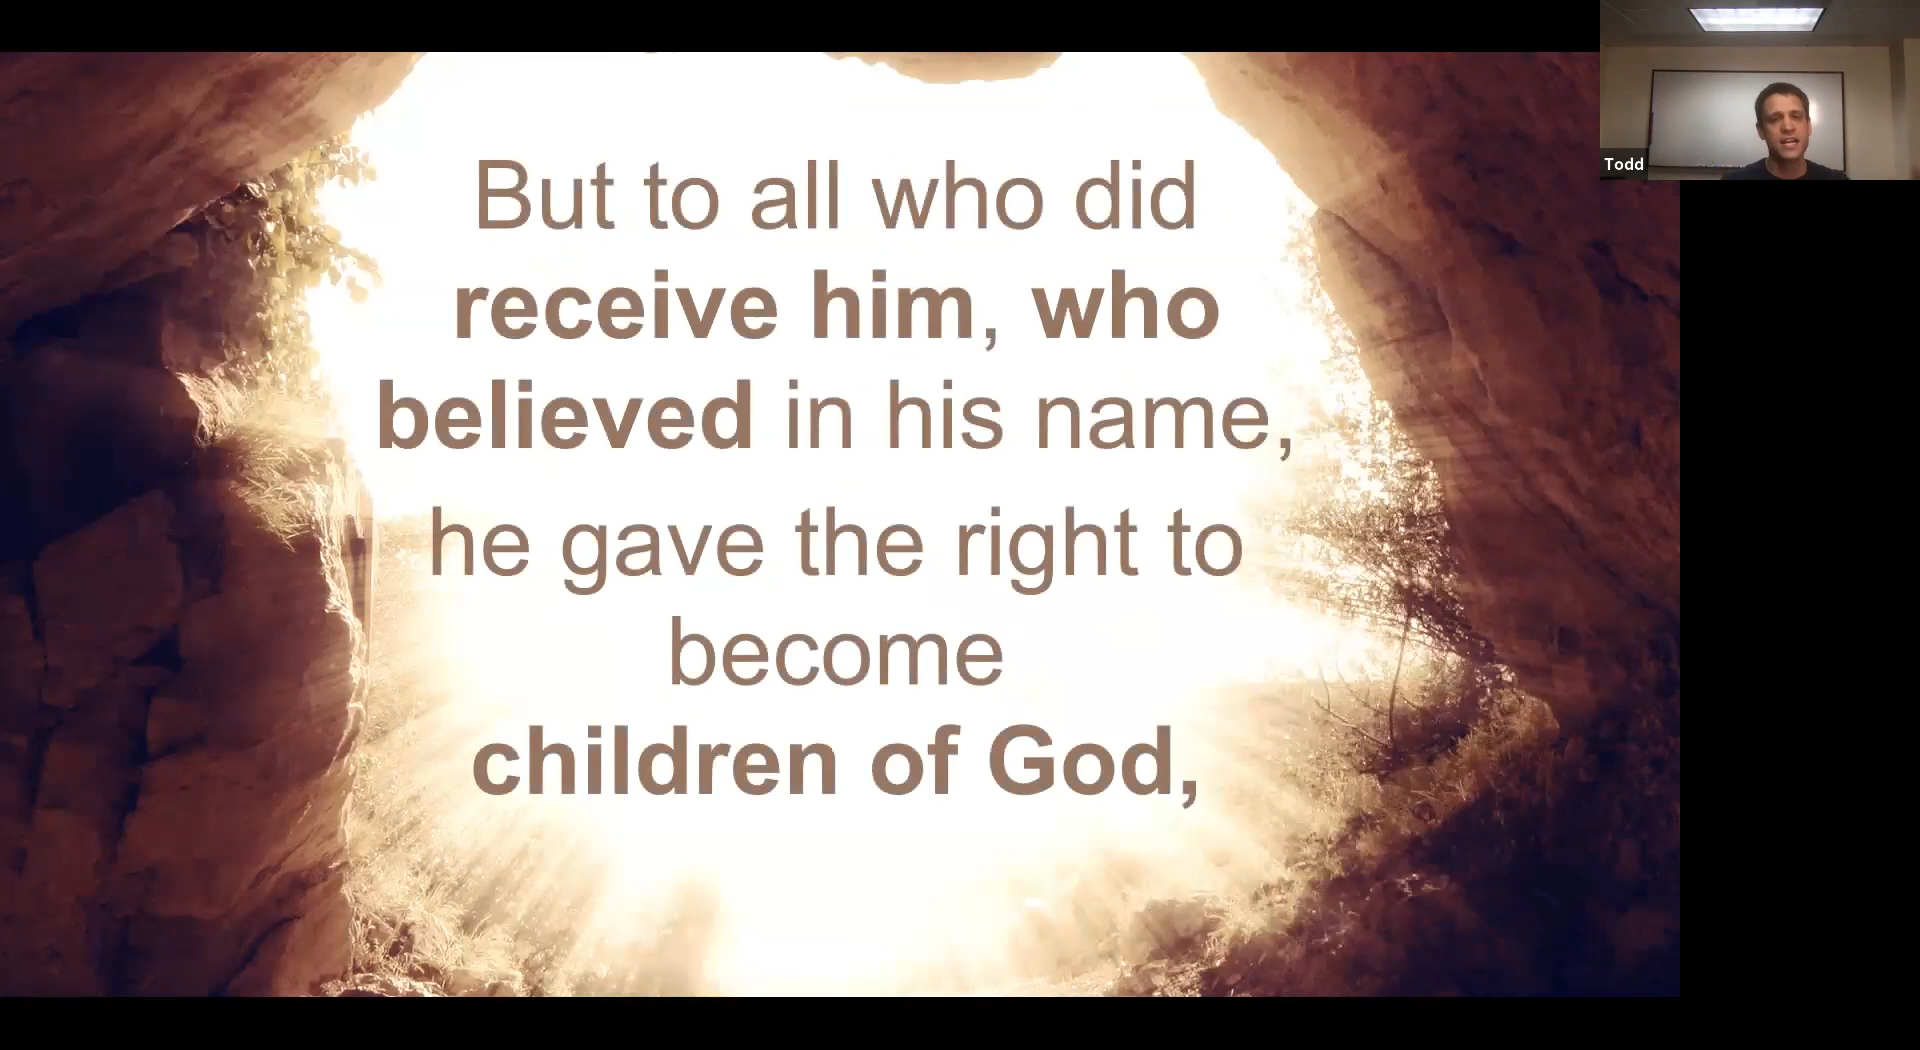 But to all who did
receive him, who
believed in his name,
he gave the right to
become
children of God,
Todd